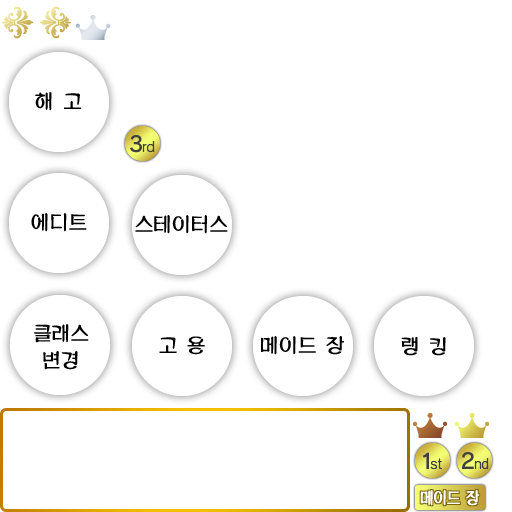 해 고
3rd
에디트
스테이터스
클래스
변경
고 용
메이드 장
랭 킹
1st
2nd
메이드 장